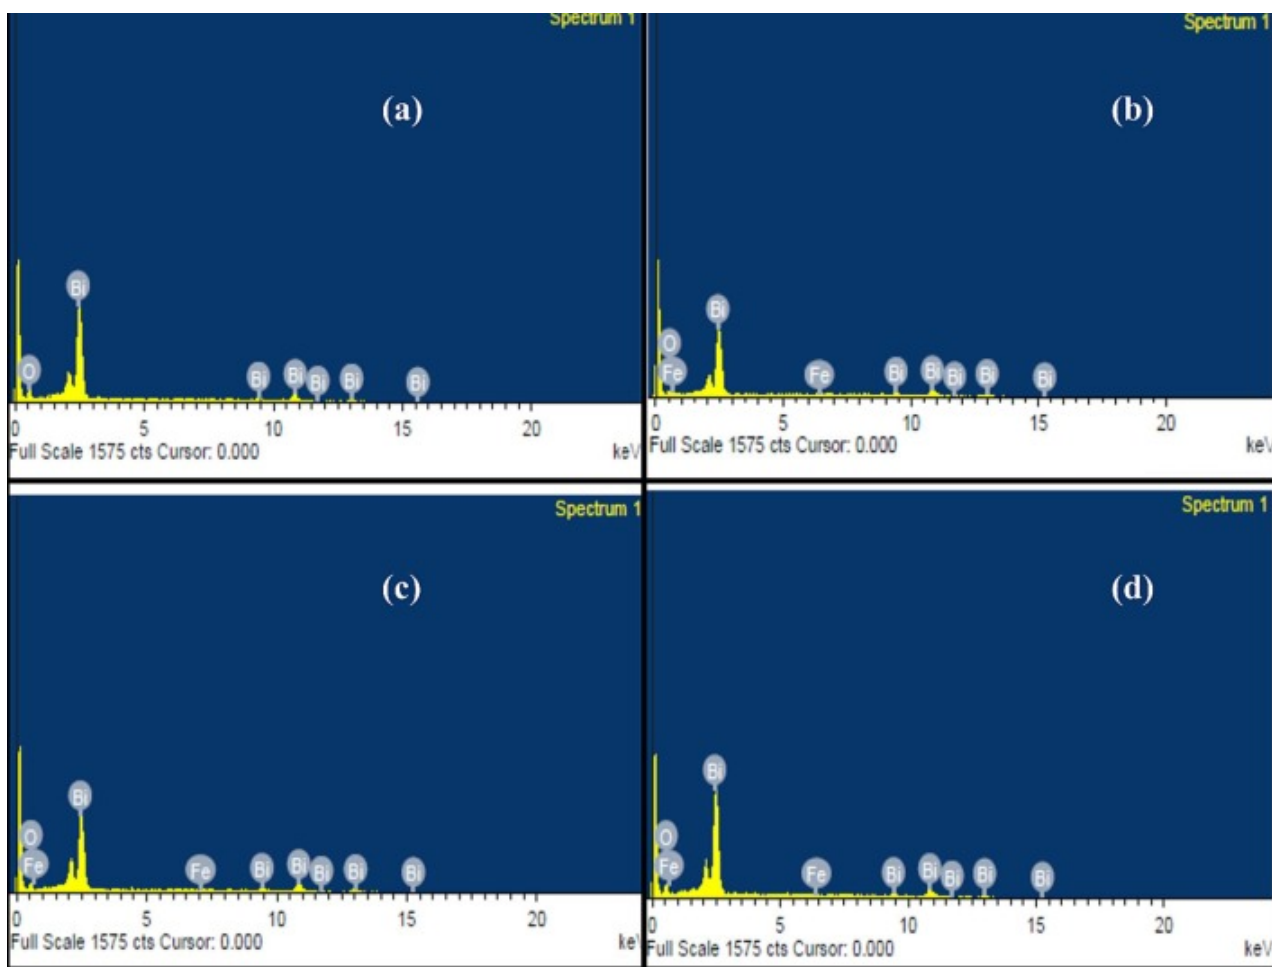 Spectrum 1
(a)
Bi
O
Bi Bi Bi Bi Bi
0 5 10 15 20
Full Scale 1575 cts Cursor: 0.000 keV
Spectrum 1
(b)
Bi
O
Fe Fe Bi Bi Bi Bi Bi
0 5 10 15 20
Full Scale 1575 cts Cursor: 0.000 keV
Spectrum 1
(c)
Bi
O
Fe Fe Bi Bi Bi Bi Bi
0 5 10 15 20
Full Scale 1575 cts Cursor: 0.000 keV
Spectrum 1
(d)
Bi
O
Fe Fe Bi Bi Bi Bi Bi
0 5 10 15 20
Full Scale 1575 cts Cursor: 0.000 keV